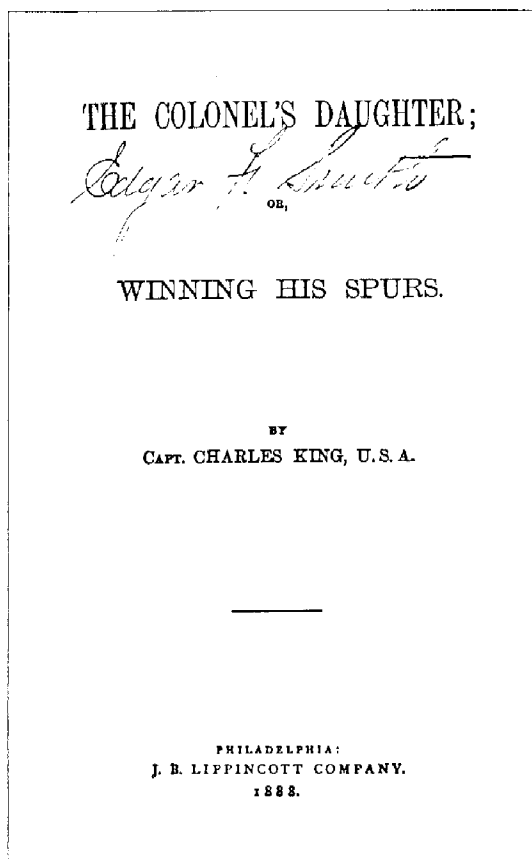 THE COLONEL'S DAUGHTER;
Edgar F. Smith
OR,
WINNING HIS SPURS.
BY
CAPT. CHARLES KING, U.S.A.
PHILADELPHIA:
J. B. LIPPINCOTT COMPANY.
1888.